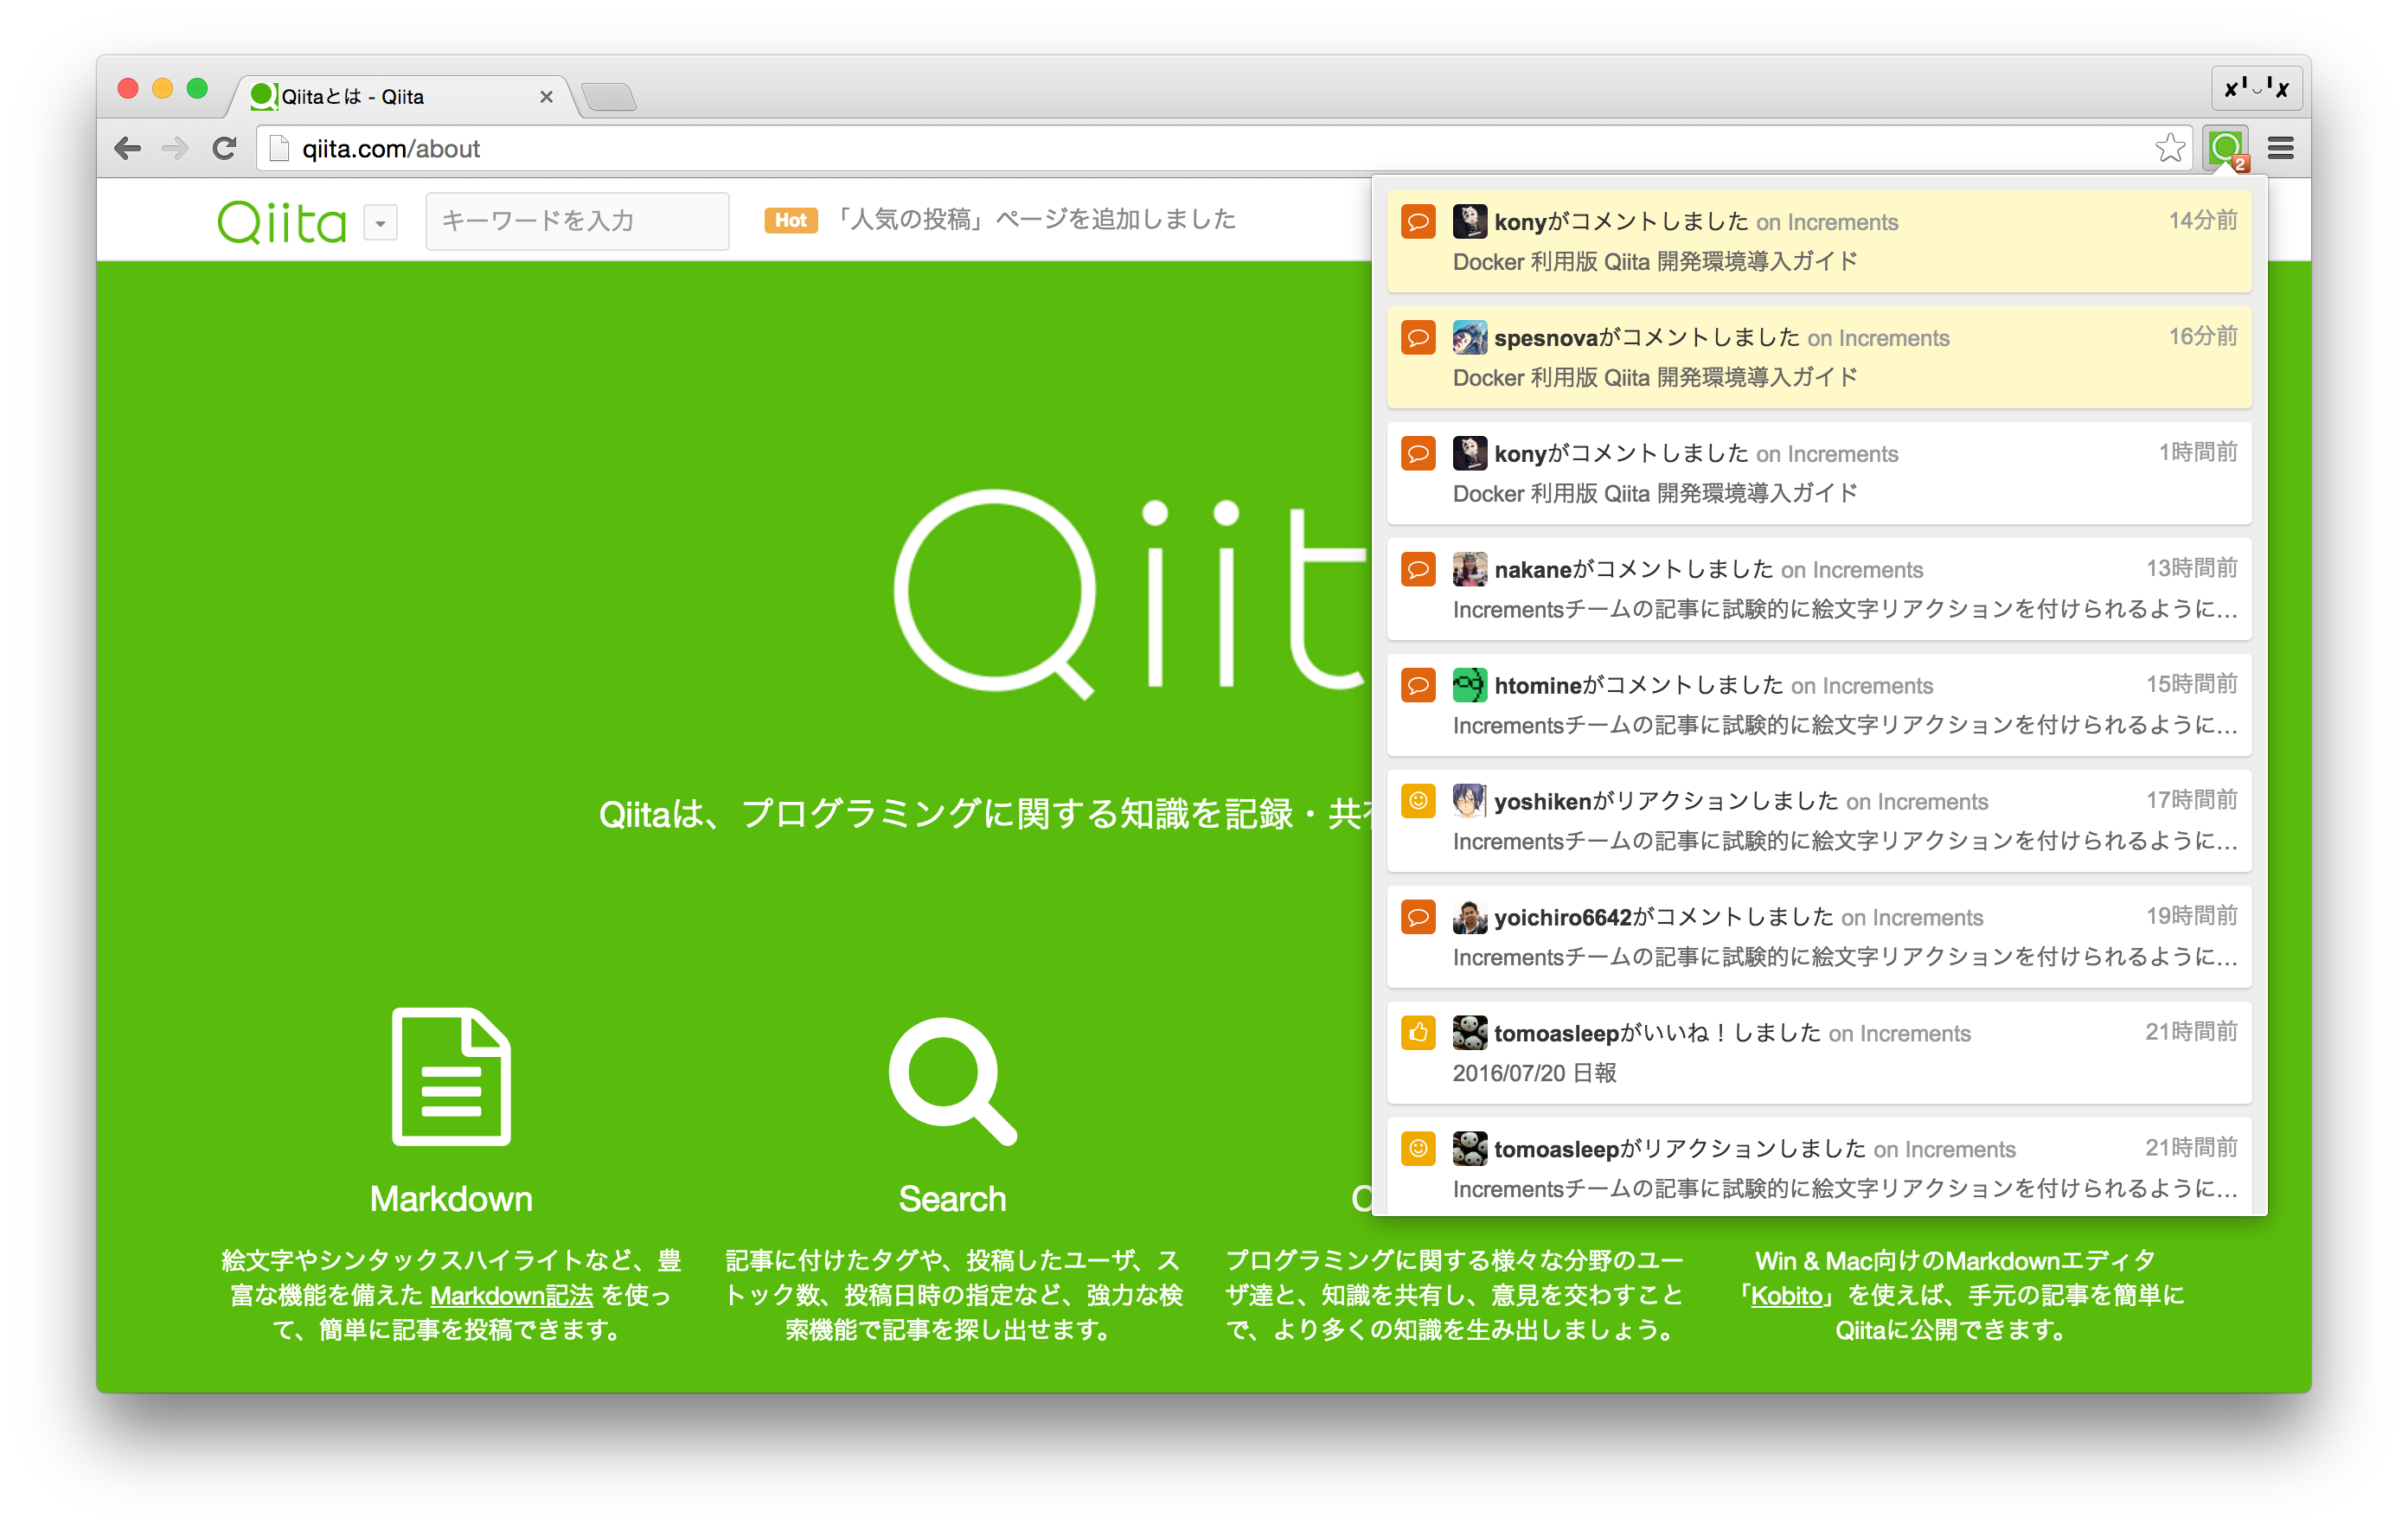 Qiitaとは - Qiita
qiita.com/about
2
Qiita
キーワードを入力
Hot 「人気の投稿」ページを追加しました
konyがコメントしました on Increments 14分前
Docker 利用版 Qiita 開発環境導入ガイド
spesnovaがコメントしました on Increments 16分前
Docker 利用版 Qiita 開発環境導入ガイド
konyがコメントしました on Increments 1時間前
Docker 利用版 Qiita 開発環境導入ガイド
nakaneがコメントしました on Increments 13時間前
Incrementsチームの記事に試験的に絵文字リアクションを付けられるように…
htomineがコメントしました on Increments 15時間前
Incrementsチームの記事に試験的に絵文字リアクションを付けられるように…
yoshikenがリアクションしました on Increments 17時間前
Incrementsチームの記事に試験的に絵文字リアクションを付けられるように…
yoichiro6642がコメントしました on Increments 19時間前
Incrementsチームの記事に試験的に絵文字リアクションを付けられるように…
tomoasleepがいいね！しました on Increments 21時間前
2016/07/20 日報
tomoasleepがリアクションしました on Increments 21時間前
Incrementsチームの記事に試験的に絵文字リアクションを付けられるように…
Qiit
Qiitaは、プログラミングに関する知識を記録・共
Markdown
絵文字やシンタックスハイライトなど、豊
富な機能を備えた Markdown記法 を使っ
て、簡単に記事を投稿できます。
Search
記事に付けたタグや、投稿したユーザ、ス
トック数、投稿日時の指定など、強力な検
索機能で記事を探し出せます。
プログラミングに関する様々な分野のユー
ザ達と、知識を共有し、意見を交わすこと
で、より多くの知識を生み出しましょう。
Win & Mac向けのMarkdownエディタ
「Kobito」を使えば、手元の記事を簡単に
Qiitaに公開できます。